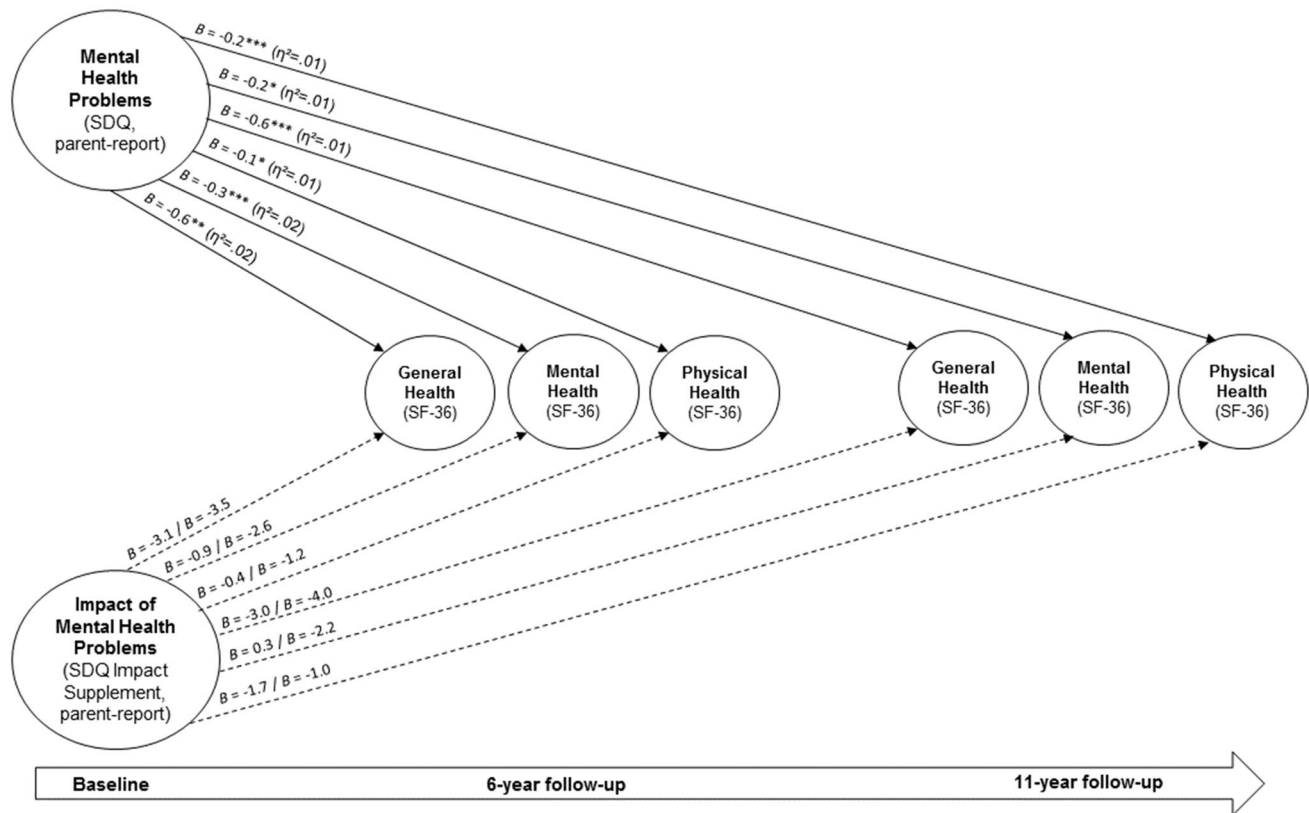 Mental
Health
Problems
(SDQ,
parent-report)
B = -0.2*** (η²=.01)
B = -0.2* (η²=.01)
B = -0.6*** (η²=.01)
B = -0.1* (η²=.01)
B = -0.3*** (η²=.02)
B = -0.6** (η²=.02)
General
Health
(SF-36)
Mental
Health
(SF-36)
Physical
Health
(SF-36)
General
Health
(SF-36)
Mental
Health
(SF-36)
Physical
Health
(SF-36)
B = -3.1 / B = -3.5
B = -0.9 / B = -2.6
B = -0.4 / B = -1.2
B = -3.0 / B = -4.0
B = 0.3 / B = -2.2
B = -1.7 / B = -1.0
Impact of
Mental Health
Problems
(SDQ Impact
Supplement,
parent-report)
Baseline
6-year follow-up
11-year follow-up